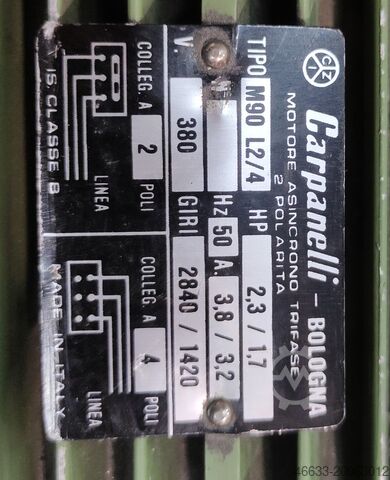 CZ
Carpanelli - BOLOGNA
MOTORE ASINCRONO TRIFASE
2 POLARITA
TIPO M90 L2/4 HP 2,3 / 1,7
Hz 50 A. 3,8 / 3,2
V. 380 GIRI 2840 / 1420
COLLEG. A 2 POLI
COLLEG. A 4 POLI
LINEA
LINEA
IS. CLASSE B
MADE IN ITALY